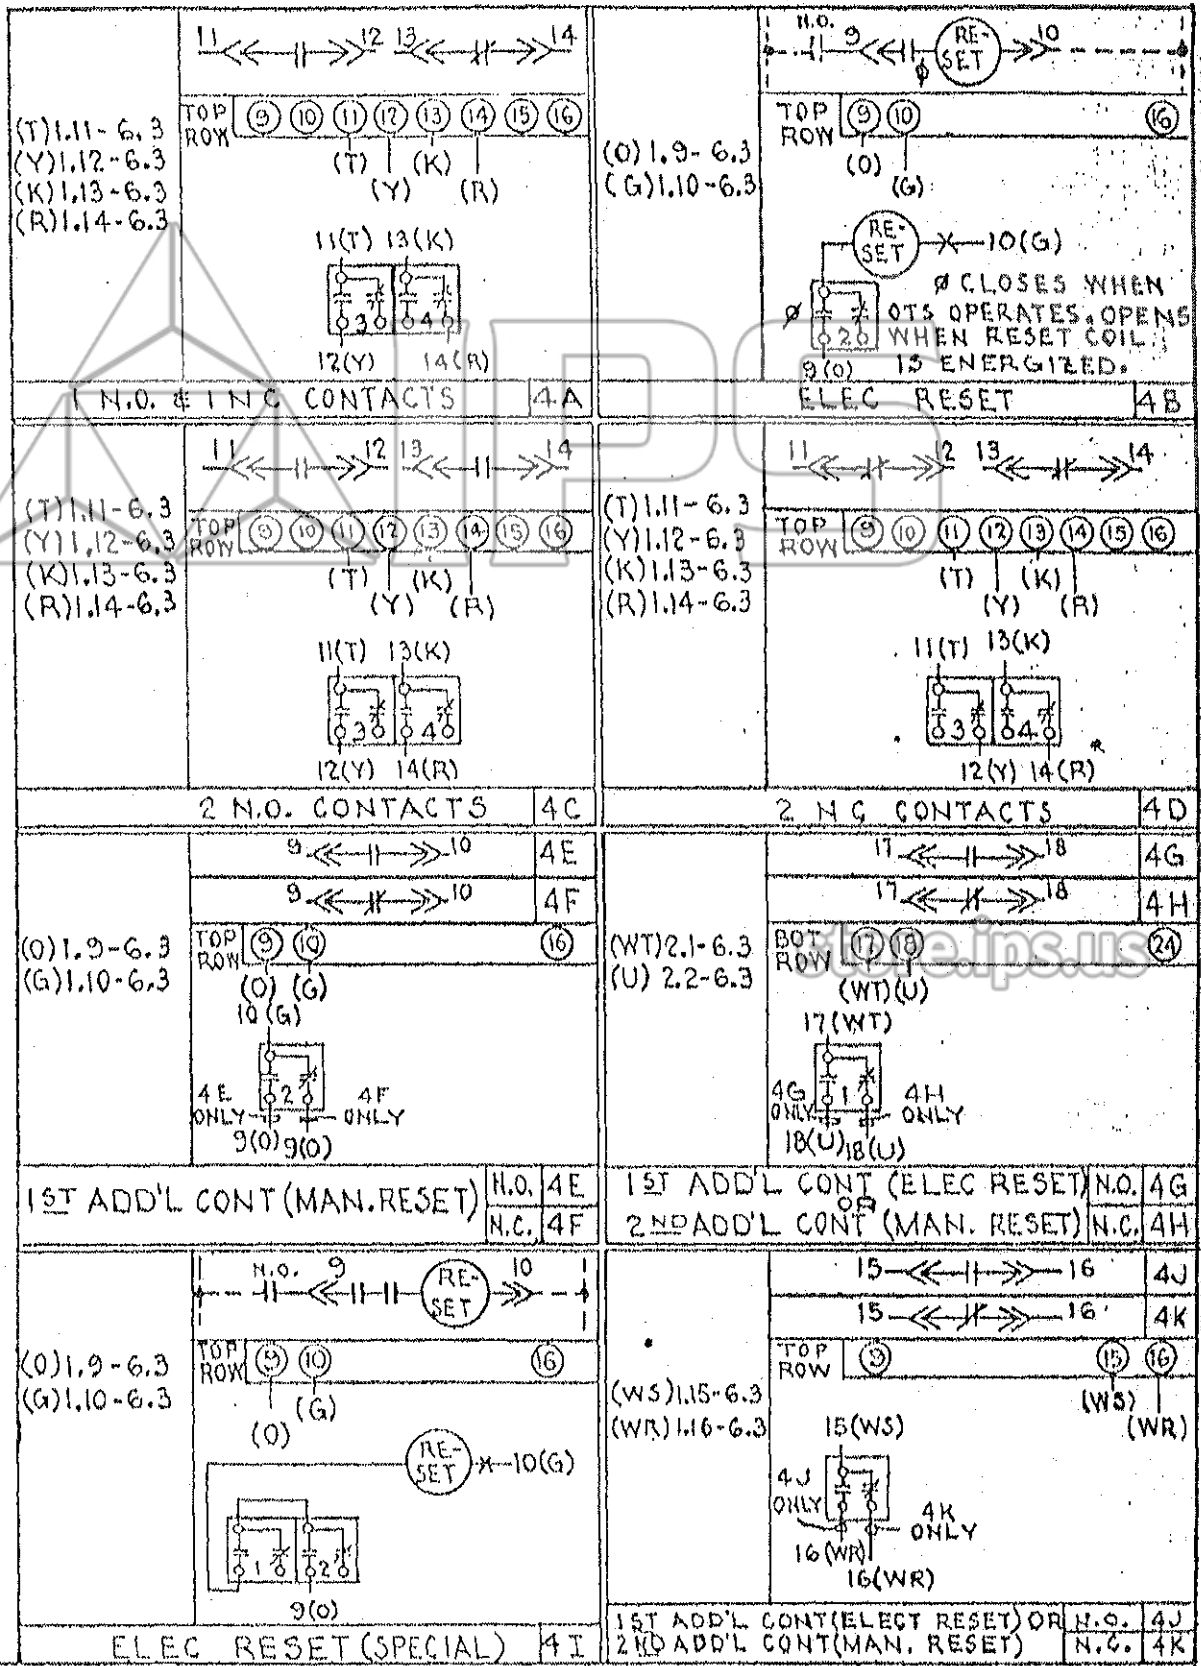 11 12 13 14
(T)1.11-6.3
(Y)1.12-6.3
(K)1.13-6.3
(R)1.14-6.3
TOP ROW 9 10 11 12 13 14 15 16
(T) (K)
(Y) (R)
11(T) 13(K)
3 4
12(Y) 14(R)
1 N.O. & 1 NC CONTACTS 4A
N.O. 9 RE-SET 10
Ø
(O)1.9-6.3
(G)1.10-6.3
TOP ROW 9 10 16
(O)
(G)
RE-SET 10(G)
Ø CLOSES WHEN
Ø OTS OPERATES. OPENS
2 WHEN RESET COIL
9(O) IS ENERGIZED.
ELEC RESET 4B
11 12 13 14
(T)1.11-6.3
(Y)1.12-6.3
(K)1.13-6.3
(R)1.14-6.3
TOP ROW 9 10 11 12 13 14 15 16
(T) (K)
(Y) (R)
11(T) 13(K)
3 4
12(Y) 14(R)
2 N.O. CONTACTS 4C
11 2 13 14
(T)1.11-6.3
(Y)1.12-6.3
(K)1.13-6.3
(R)1.14-6.3
TOP ROW 9 10 11 12 13 14 15 16
(T) (K)
(Y) (R)
11(T) 13(K)
3 4
12(Y) 14(R)
2 NC CONTACTS 4D
9 10 4E
9 10 4F
(O)1.9-6.3
(G)1.10-6.3
TOP ROW 9 10 16
(O) (G)
10(G)
2
4E ONLY 4F ONLY
9(O) 9(O)
1ST ADD'L CONT (MAN.RESET) N.O. 4E
N.C. 4F
17 18 4G
17 18 4H
(WT)2.1-6.3
(U) 2.2-6.3
BOT ROW 17 18 24
(WT)(U)
17(WT)
1
4G ONLY 4H ONLY
18(U) 18(U)
1ST ADD'L CONT (ELEC RESET) N.O. 4G
OR
2ND ADD'L CONT (MAN. RESET) N.C. 4H
N.O. 9 RE-SET 10
(O)1.9-6.3
(G)1.10-6.3
TOP ROW 9 10 16
(G)
(O)
RE-SET 10(G)
1 2
9(O)
ELEC RESET (SPECIAL) 4I
15 16 4J
15 16 4K
(WS)1.15-6.3
(WR)1.16-6.3
TOP ROW 9 15 16
(WS)
(WR)
15(WS)
4J ONLY 4K ONLY
16(WR)
16(WR)
1ST ADD'L CONT(ELECT RESET) OR N.O. 4J
2ND ADD'L CONT(MAN. RESET) N.C. 4K
IPS
store.ips.us